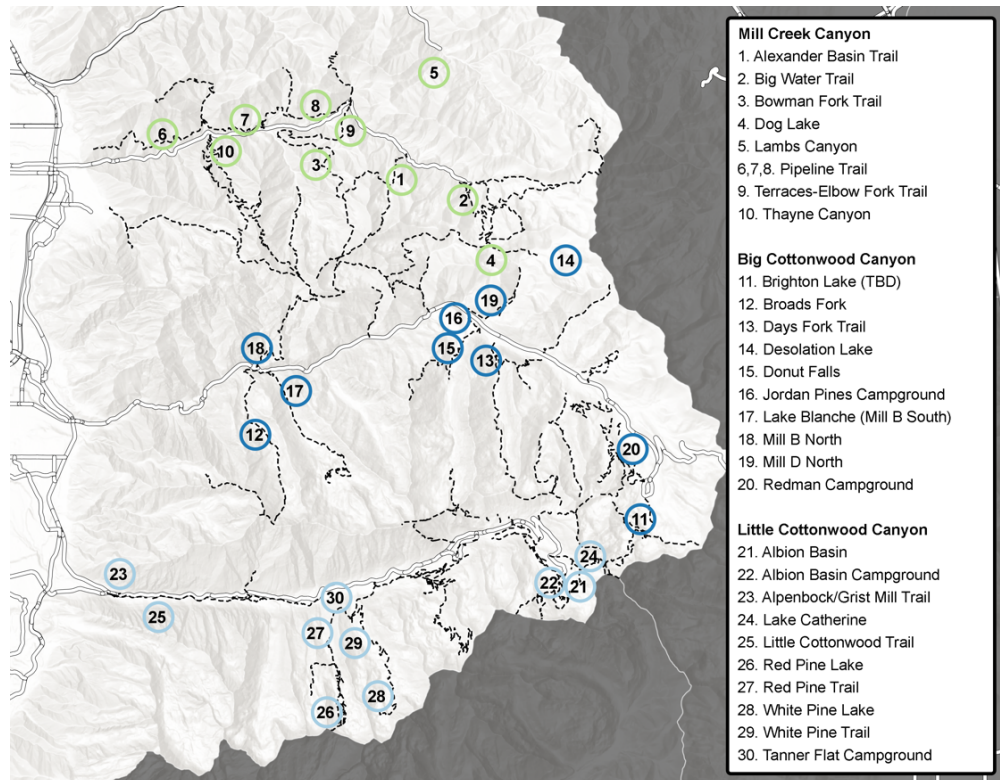 Mill Creek Canyon
1. Alexander Basin Trail
2. Big Water Trail
3. Bowman Fork Trail
4. Dog Lake
5. Lambs Canyon
6,7,8. Pipeline Trail
9. Terraces-Elbow Fork Trail
10. Thayne Canyon
Big Cottonwood Canyon
11. Brighton Lake (TBD)
12. Broads Fork
13. Days Fork Trail
14. Desolation Lake
15. Donut Falls
16. Jordan Pines Campground
17. Lake Blanche (Mill B South)
18. Mill B North
19. Mill D North
20. Redman Campground
Little Cottonwood Canyon
21. Albion Basin
22. Albion Basin Campground
23. Alpenbock/Grist Mill Trail
24. Lake Catherine
25. Little Cottonwood Trail
26. Red Pine Lake
27. Red Pine Trail
28. White Pine Lake
29. White Pine Trail
30. Tanner Flat Campground
5
8
7
9
6
10
3
1
2
4
14
19
16
15
13
18
17
12
20
11
24
22
21
23
25
30
27
29
28
26